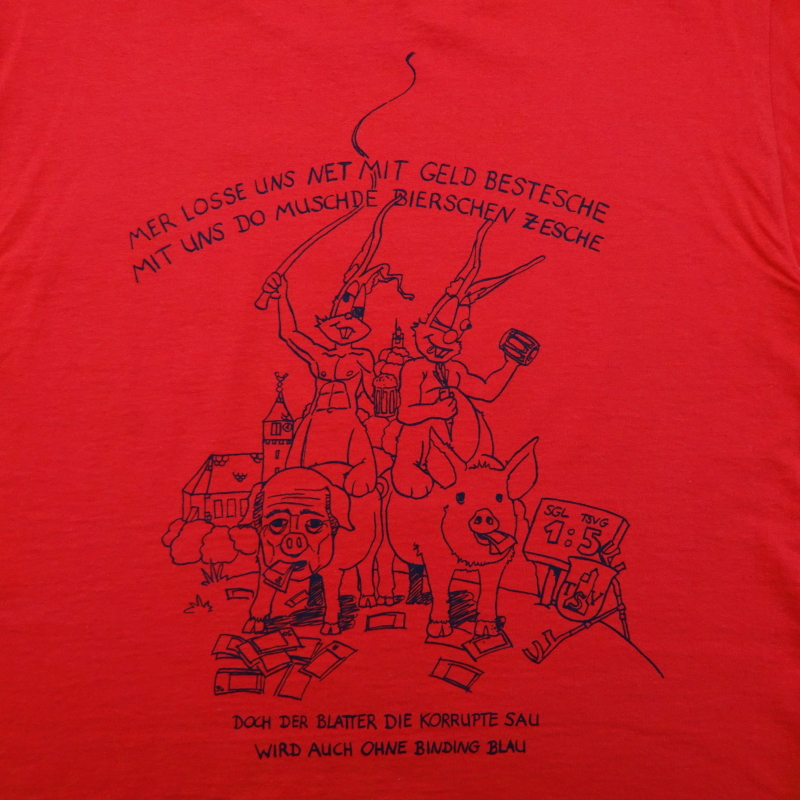 MER LOSSE UNS NET MIT GELD BESTESCHE
MIT UNS DO MUSCHDE BIERSCHEN ZESCHE
SGL TSVG
1:5
DOCH DER BLATTER DIE KORRUPTE SAU
WIRD AUCH OHNE BINDING BLAU